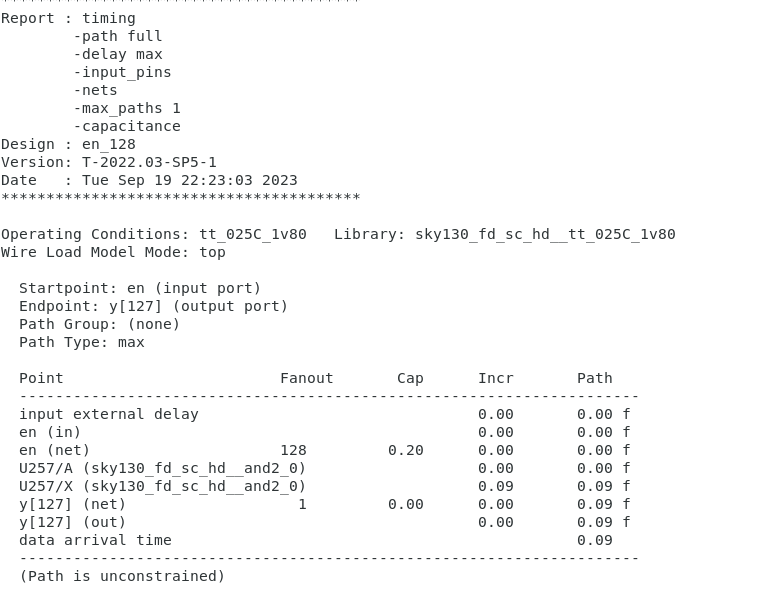 ****************************************
Report : timing
        -path full
        -delay max
        -input_pins
        -nets
        -max_paths 1
        -capacitance
Design : en_128
Version: T-2022.03-SP5-1
Date   : Tue Sep 19 22:23:03 2023
****************************************
Operating Conditions: tt_025C_1v80   Library: sky130_fd_sc_hd__tt_025C_1v80
Wire Load Model Mode: top
  Startpoint: en (input port)
  Endpoint: y[127] (output port)
  Path Group: (none)
  Path Type: max
  Point                        Fanout       Cap      Incr       Path
  ---------------------------------------------------------------------
  input external delay                               0.00       0.00 f
  en (in)                                            0.00       0.00 f
  en (net)                     128         0.20      0.00       0.00 f
  U257/A (sky130_fd_sc_hd__and2_0)                   0.00       0.00 f
  U257/X (sky130_fd_sc_hd__and2_0)                   0.09       0.09 f
  y[127] (net)                   1         0.00      0.00       0.09 f
  y[127] (out)                                       0.00       0.09 f
  data arrival time                                             0.09
  ---------------------------------------------------------------------
  (Path is unconstrained)